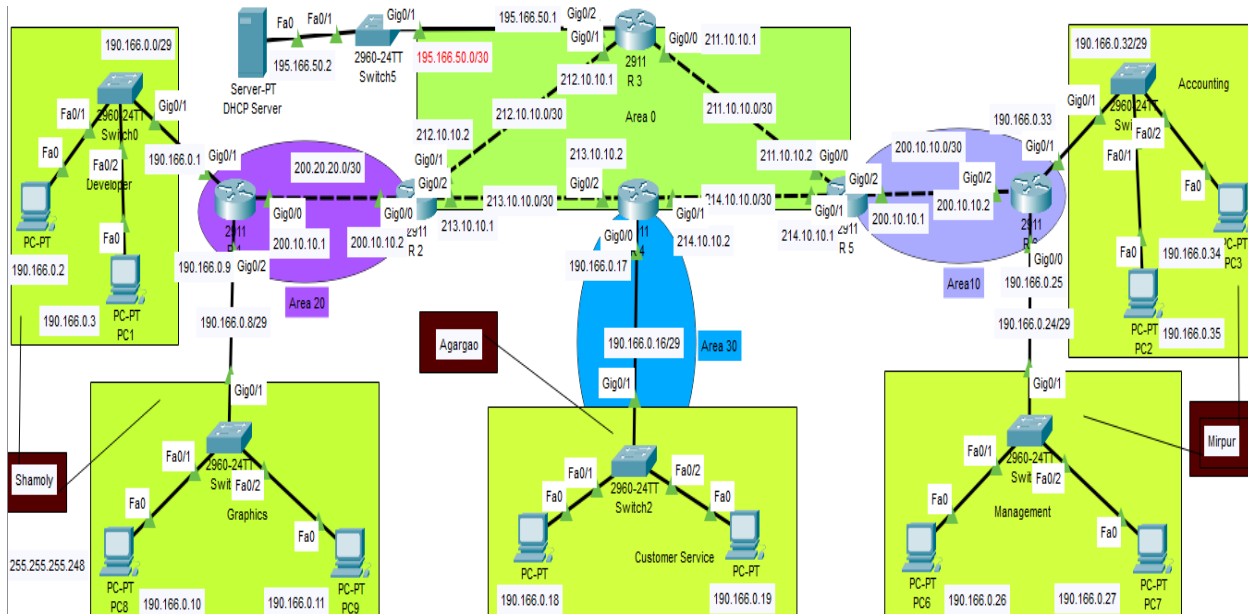 Fa0
Fa0/1
Gig0/1
195.166.50.1
Gig0/2
Gig0/1
Gig0/0
211.10.10.1
190.166.0.0/29
195.166.50.2
2960-24TT
Switch5
195.166.50.0/30
Server-PT
DHCP Server
212.10.10.1
2911
R 3
Area 0
212.10.10.0/30
211.10.10.0/30
190.166.0.32/29
Accounting
Fa0/1
Gig0/1
2960-24TT
Switch0
Fa0
Fa0/2
190.166.0.1
Gig0/1
Developer
PC-PT
190.166.0.2
Fa0
190.166.0.3
PC-PT
PC1
200.20.20.0/30
212.10.10.2
Gig0/1
Gig0/2
Gig0/0
Gig0/0
2911
200.10.10.1
200.10.10.2
2911
R 2
213.10.10.1
213.10.10.0/30
213.10.10.2
Gig0/2
Gig0/1
Gig0/0
214.10.10.2
214.10.10.0/30
190.166.0.17
190.166.0.9
Gig0/2
Area 20
211.10.10.2
Gig0/0
Gig0/2
Gig0/1
2911
R 5
214.10.10.1
200.10.10.1
200.10.10.0/30
200.10.10.2
Gig0/2
190.166.0.33
Gig0/1
2911
Gig0/0
190.166.0.25
Area10
2960-24TT
Fa0/2
Fa0/1
Fa0
Fa0
PC-PT
PC3
190.166.0.34
PC-PT
PC2
190.166.0.35
190.166.0.8/29
Agargao
190.166.0.16/29
Area 30
190.166.0.24/29
Gig0/1
Gig0/1
Gig0/1
Shamoly
Mirpur
Fa0/1
2960-24TT
Fa0/2
Graphics
Fa0
Fa0
255.255.255.248
PC-PT
PC8
190.166.0.10
190.166.0.11
PC-PT
PC9
Fa0/1
2960-24TT
Switch2
Fa0/2
Fa0
Fa0
Customer Service
PC-PT
190.166.0.18
PC-PT
190.166.0.19
Fa0/1
2960-24TT
Fa0/2
Management
Fa0
Fa0
PC-PT
PC6
190.166.0.26
190.166.0.27
PC-PT
PC7